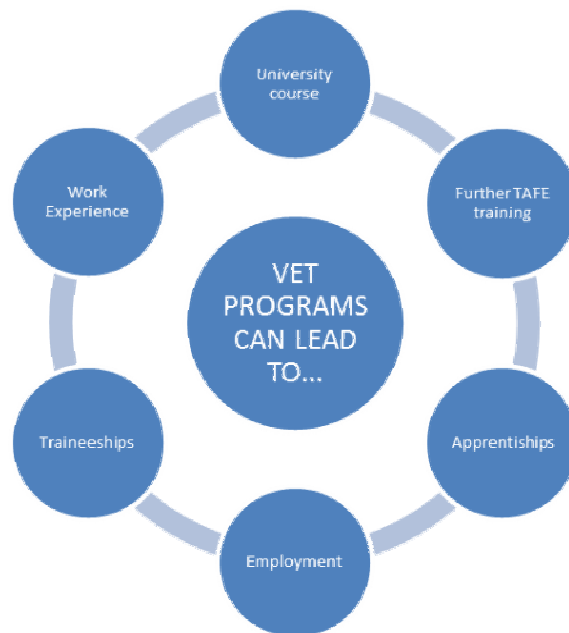 University
course
Further TAFE
training
Apprentiships
Employment
Traineeships
Work
Experience
VET
PROGRAMS
CAN LEAD
TO...